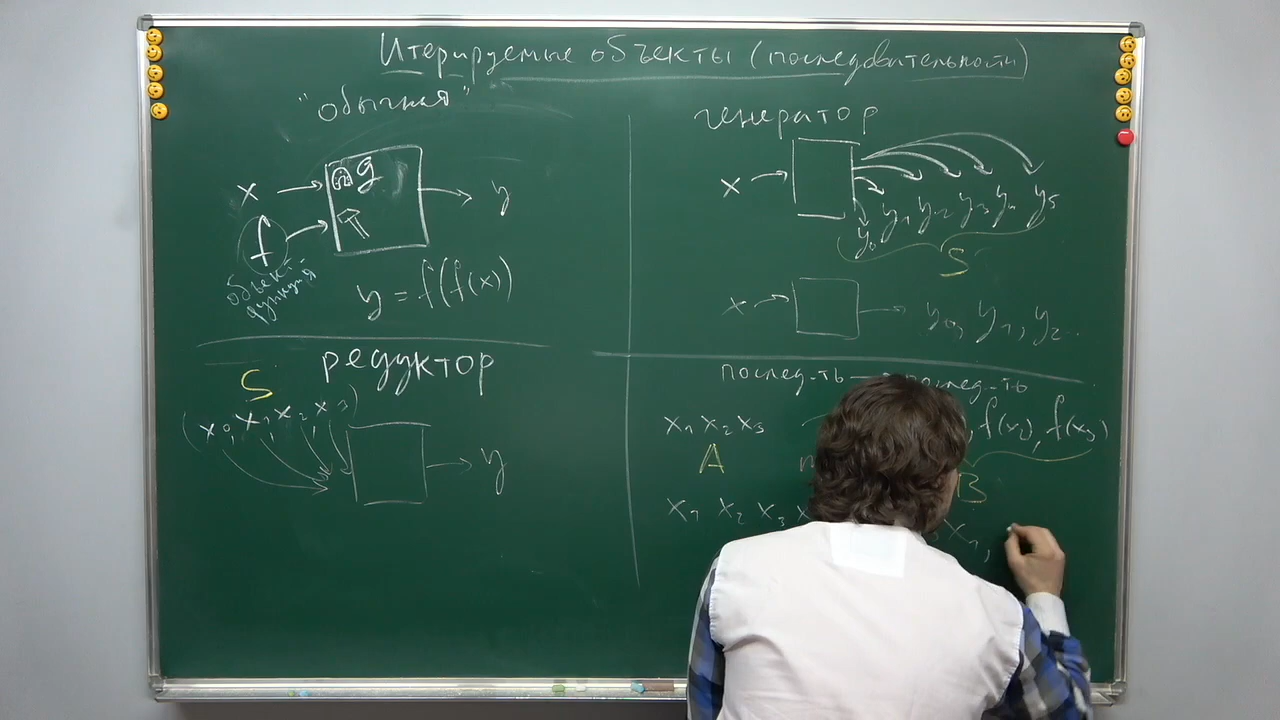 Итерируемые объекты (последовательности)
"обычная"
x
g
y
f
объект-
функция
y = f(f(x))
генератор
x
y₀ y₁ y₂ y₃ y₄ y₅
S
x
y₀, y₁, y₂..
редуктор
S
(x₀, x₁, x₂, x₃)
y
послед-ть → послед-ть
x₁ x₂ x₃
, f(x₂), f(x₃)
A
B
x₁ x₂ x₃
x₁,